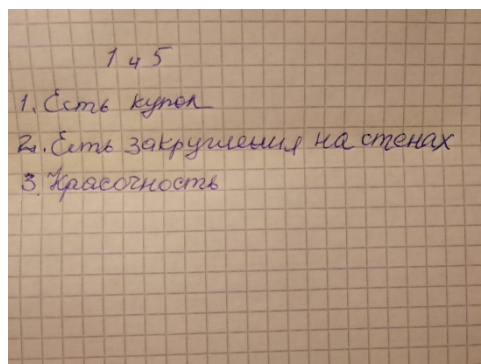 1 и 5
1. Есть купол
2. Есть закругления на стенах
3. Красочность